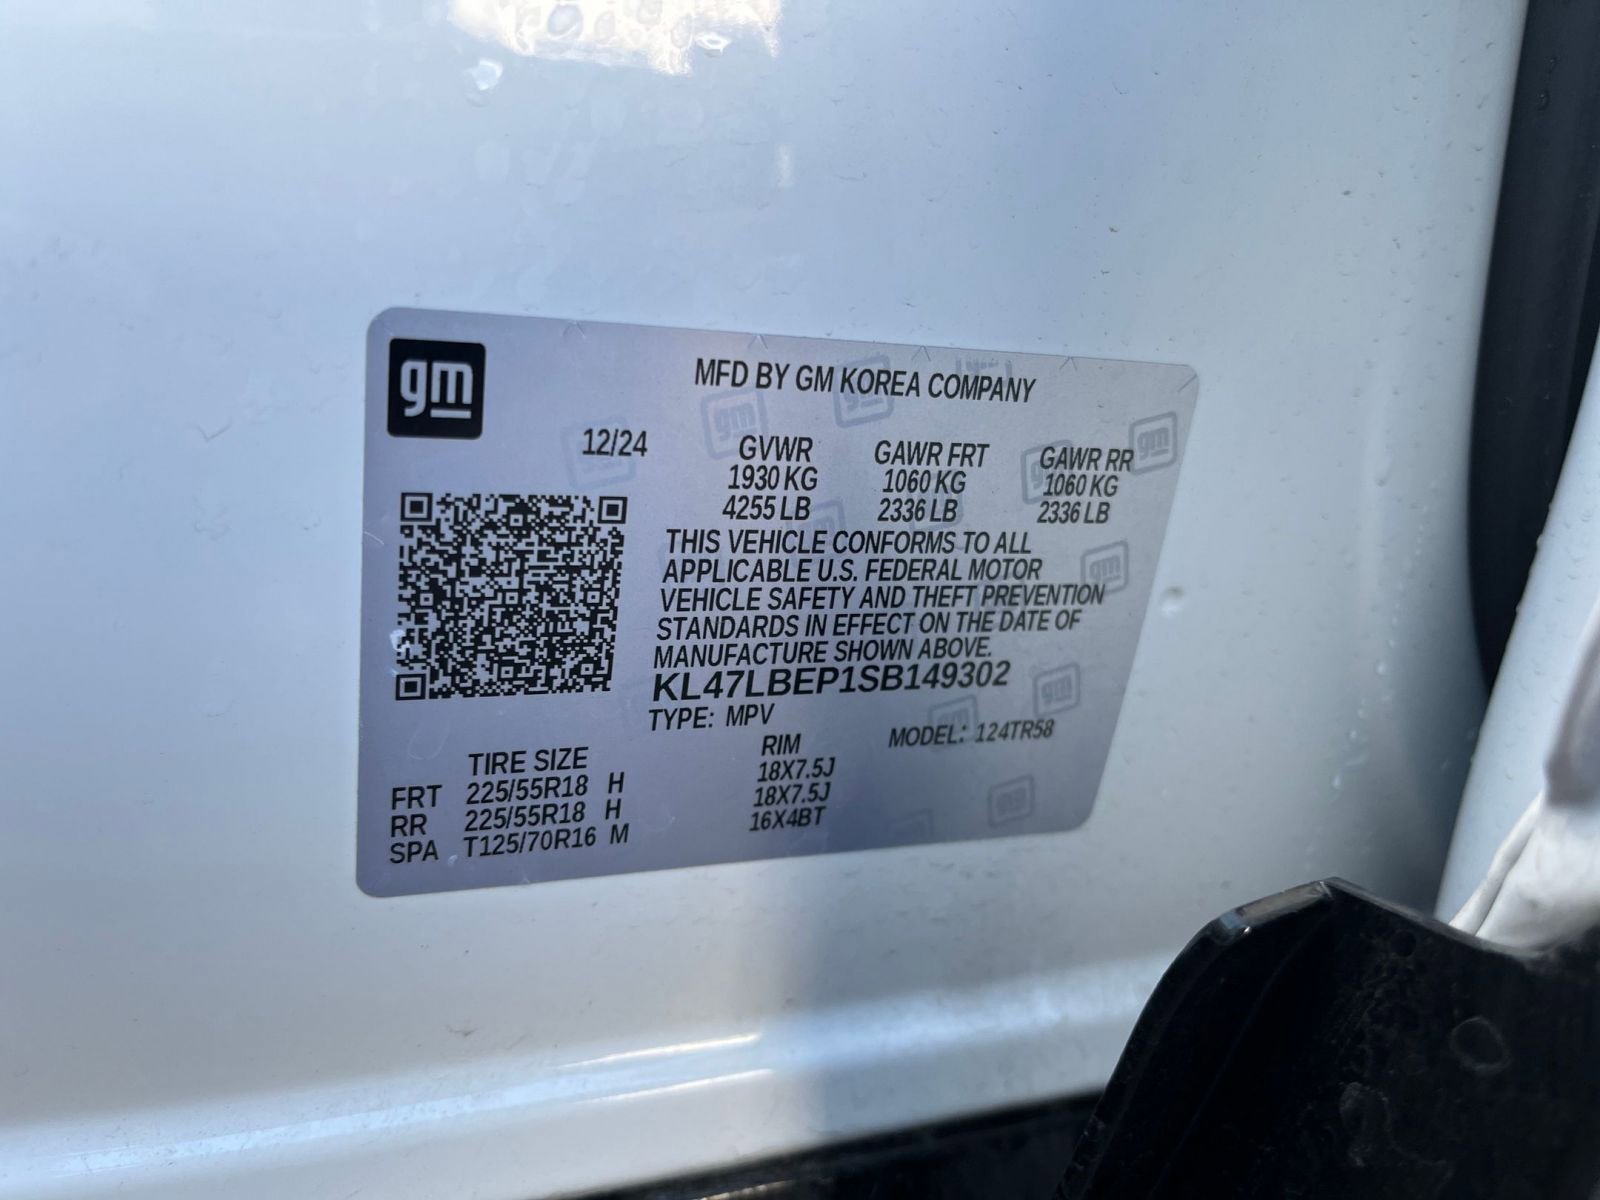 gm
MFD BY GM KOREA COMPANY
12/24 GVWR GAWR FRT GAWR RR
1930 KG 1060 KG 1060 KG
4255 LB 2336 LB 2336 LB
THIS VEHICLE CONFORMS TO ALL
APPLICABLE U.S. FEDERAL MOTOR
VEHICLE SAFETY AND THEFT PREVENTION
STANDARDS IN EFFECT ON THE DATE OF
MANUFACTURE SHOWN ABOVE.
KL47LBEP1SB149302
TYPE: MPV MODEL: 124TR58
TIRE SIZE RIM
FRT 225/55R18 H 18X7.5J
RR 225/55R18 H 18X7.5J
SPA T125/70R16 M 16X4BT